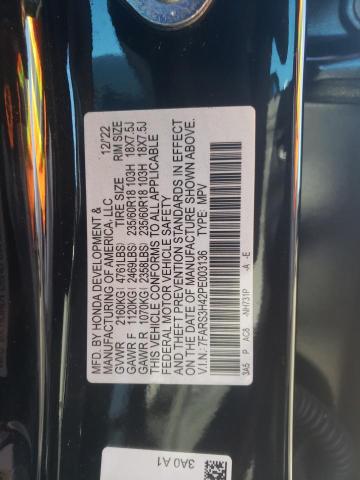 MFD. BY HONDA DEVELOPMENT & 12/22
MANUFACTURING OF AMERICA, LLC
TIRE SIZE RIM SIZE
GVWR 2160KG( 4761LBS)
GAWR F 1120KG( 2469LBS) 235/60R18 103H 18X7.5J
GAWR R 1070KG( 2358LBS) 235/60R18 103H 18X7.5J
THIS VEHICLE CONFORMS TO ALL APPLICABLE
FEDERAL MOTOR VEHICLE SAFETY
AND THEFT PREVENTION STANDARDS IN EFFECT
ON THE DATE OF MANUFACTURE SHOWN ABOVE.
V.I.N.: 7FARS3H42PE003136 TYPE: MPV
3A5 P AC8 -NH731P -A -E
3A0 A1